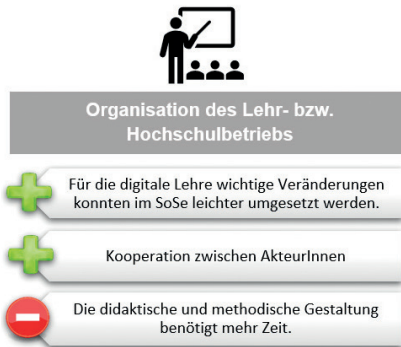 Organisation des Lehr- bzw.
Hochschulbetriebs
Für die digitale Lehre wichtige Veränderungen
konnten im SoSe leichter umgesetzt werden.
Kooperation zwischen AkteurInnen
Die didaktische und methodische Gestaltung
benötigt mehr Zeit.